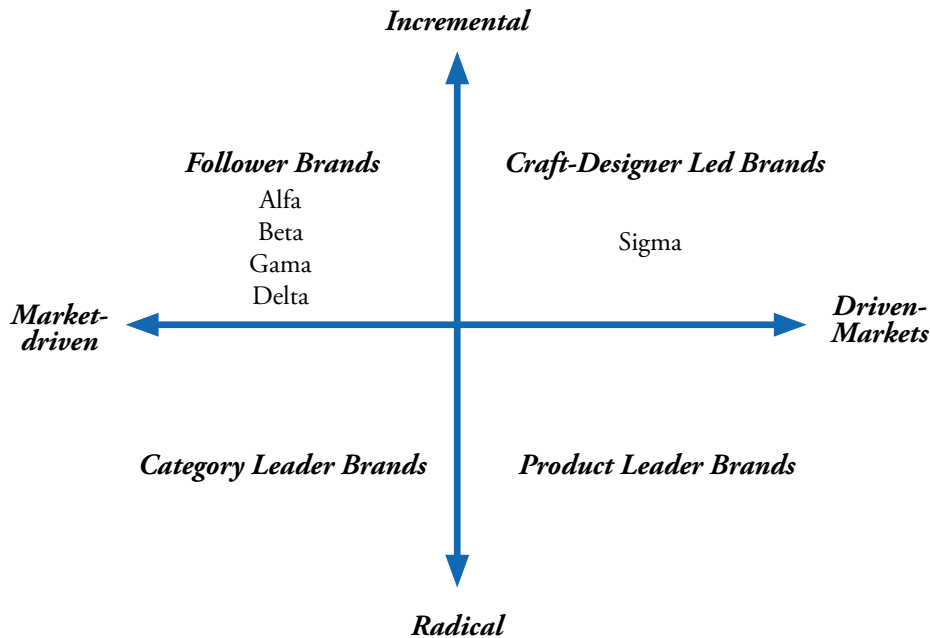 Incremental
Follower Brands
Craft-Designer Led Brands
Alfa
Beta
Gama
Delta
Sigma
Market-
driven
Driven-
Markets
Category Leader Brands
Product Leader Brands
Radical